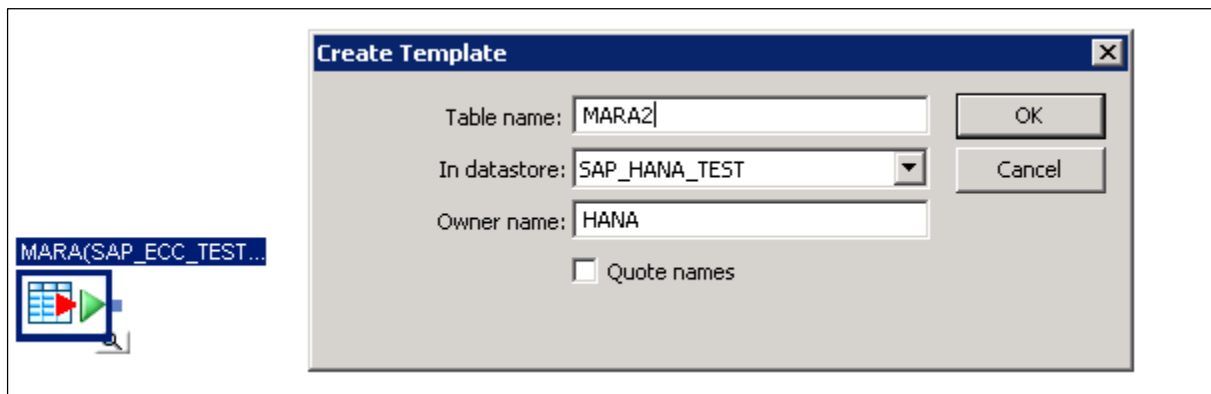 Create Template
Table name: MARA2
OK
In datastore: SAP_HANA_TEST
Cancel
Owner name: HANA
Quote names
MARA(SAP_ECC_TEST...